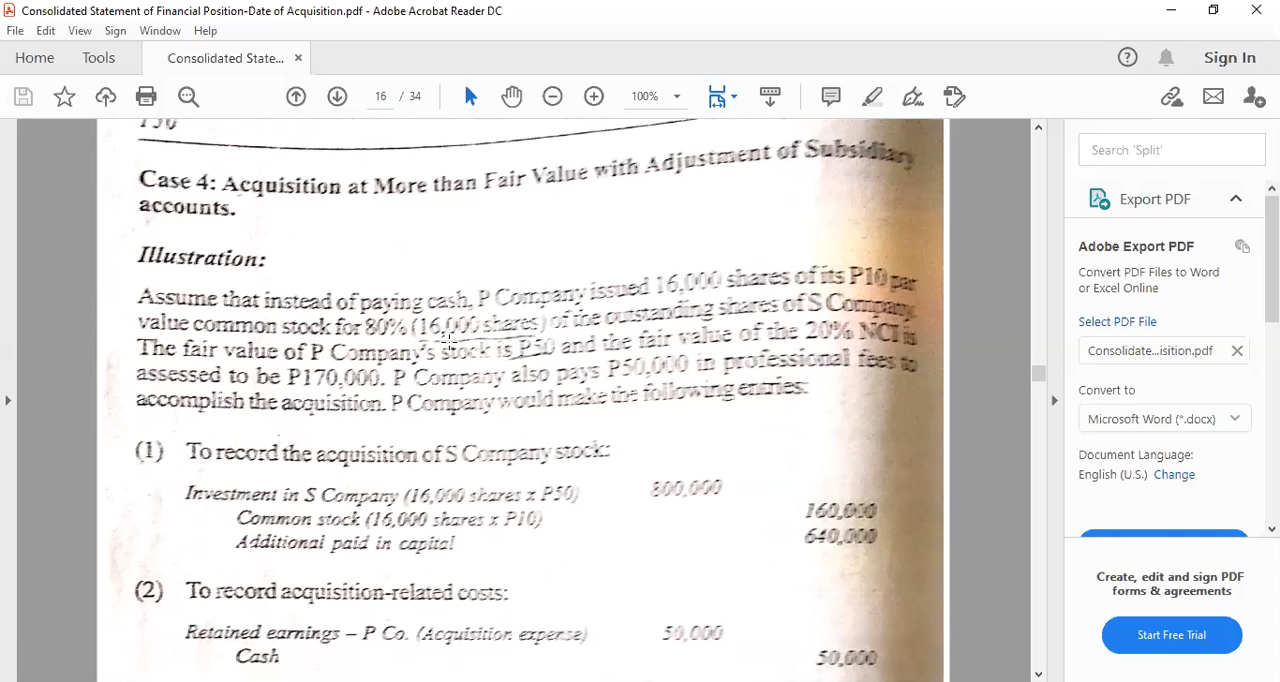 Consolidated Statement of Financial Position-Date of Acquisition.pdf - Adobe Acrobat Reader DC
File Edit View Sign Window Help
Home Tools Consolidated State... × Sign In
16 / 34 100%
Case 4: Acquisition at More than Fair Value with Adjustment of Subsidiary
accounts.
Illustration:
Assume that instead of paying cash, P Company issued 16,000 shares of its P10 par
value common stock for 80% (16,000 shares) of the outstanding shares of S Company.
The fair value of P Company's stock is P50 and the fair value of the 20% NCI is
assessed to be P170,000. P Company also pays P50,000 in professional fees to
accomplish the acquisition. P Company would make the following entries:
(1) To record the acquisition of S Company stock:
Investment in S Company (16,000 shares x P50) 800,000
Common stock (16,000 shares x P10) 160,000
Additional paid in capital 640,000
(2) To record acquisition-related costs:
Retained earnings – P Co. (Acquisition expense) 50,000
Cash 50,000
Search 'Split'
Export PDF
Adobe Export PDF
Convert PDF Files to Word
or Excel Online
Select PDF File
Consolidate...isition.pdf
Convert to
Microsoft Word (*.docx)
Document Language:
English (U.S.) Change
Create, edit and sign PDF
forms & agreements
Start Free Trial